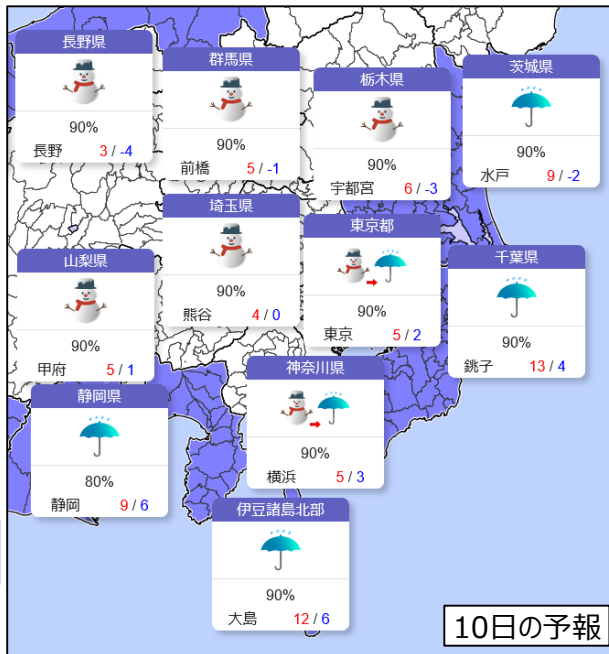 長野県
90%
長野 3 / -4
群馬県
90%
前橋 5 / -1
栃木県
90%
宇都宮 6 / -3
茨城県
90%
水戸 9 / -2
埼玉県
90%
熊谷 4 / 0
東京都
90%
東京 5 / 2
山梨県
90%
甲府 5 / 1
千葉県
90%
銚子 13 / 4
神奈川県
90%
横浜 5 / 3
静岡県
80%
静岡 9 / 6
伊豆諸島北部
90%
大島 12 / 6
10日の予報